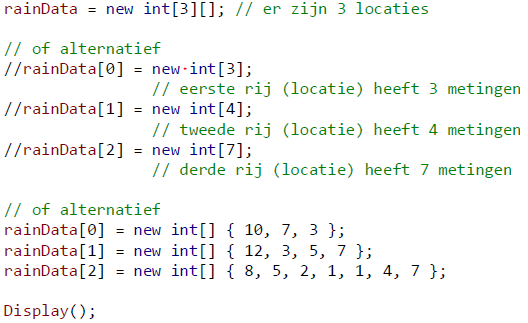 rainData = new int[3][]; // er zijn 3 locaties
// of alternatief
//rainData[0] = new int[3];
// eerste rij (locatie) heeft 3 metingen
//rainData[1] = new int[4];
// tweede rij (locatie) heeft 4 metingen
//rainData[2] = new int[7];
// derde rij (locatie) heeft 7 metingen
// of alternatief
rainData[0] = new int[] { 10, 7, 3 };
rainData[1] = new int[] { 12, 3, 5, 7 };
rainData[2] = new int[] { 8, 5, 2, 1, 1, 4, 7 };
Display();